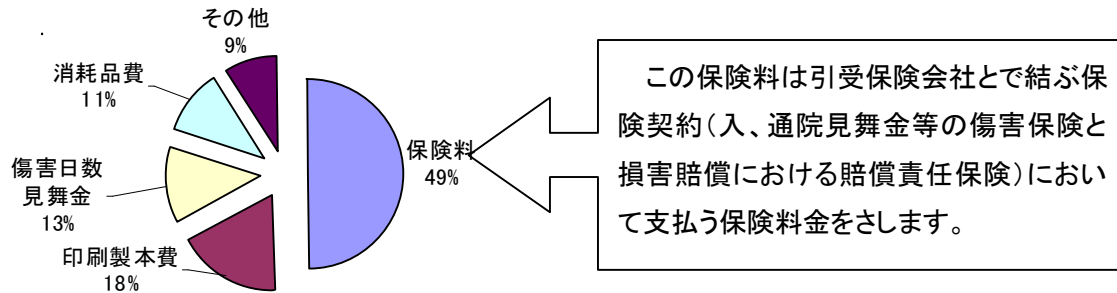 その他
9%
消耗品費
11%
傷害日数
見舞金
13%
印刷製本費
18%
保険料
49%
この保険料は引受保険会社とで結ぶ保
険契約（入、通院見舞金等の傷害保険と
損害賠償における賠償責任保険）におい
て支払う保険料金をさします。